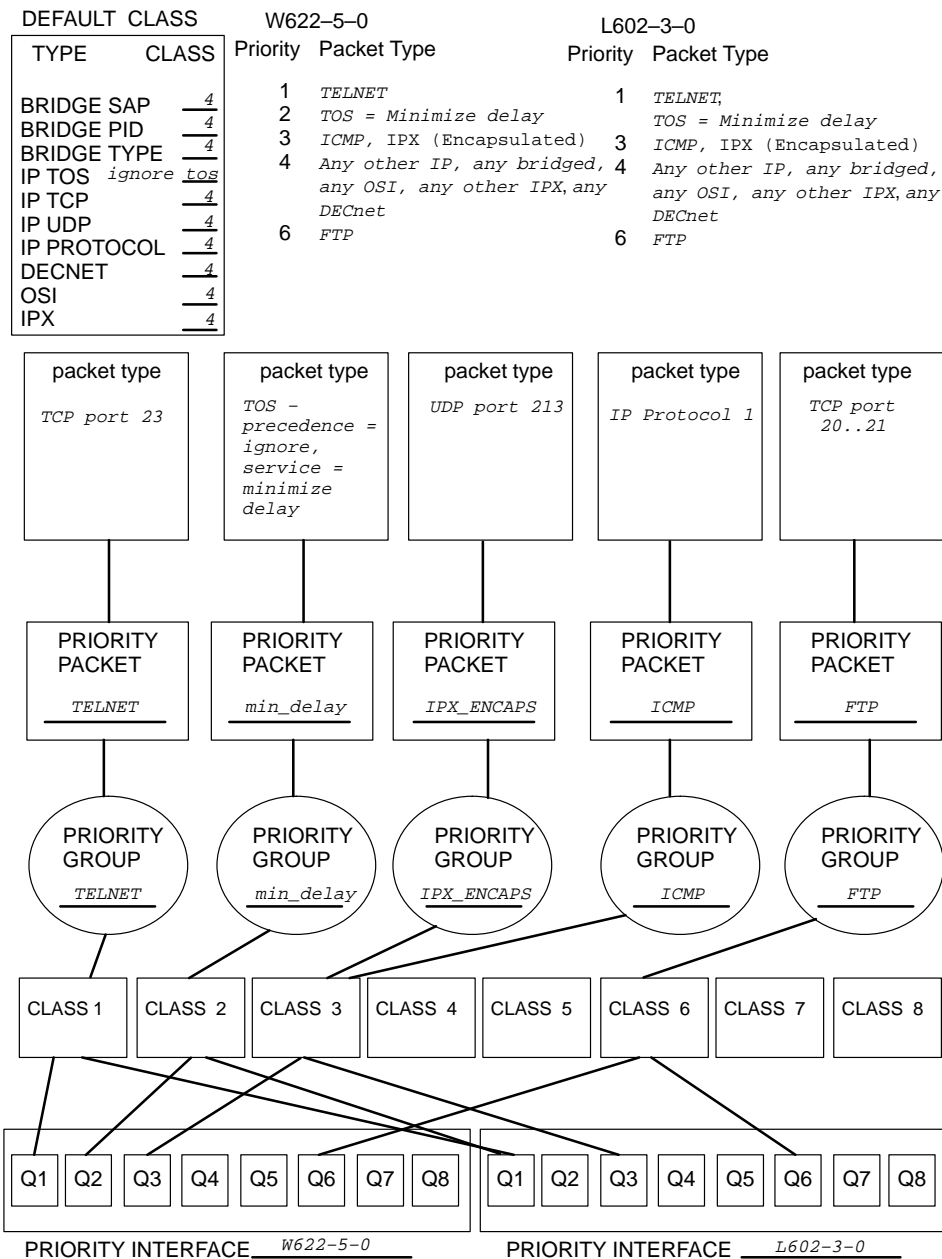 DEFAULT CLASS
TYPE CLASS
BRIDGE SAP 4
BRIDGE PID 4
BRIDGE TYPE 4
IP TOS ignore tos
IP TCP 4
IP UDP 4
IP PROTOCOL 4
DECNET 4
OSI 4
IPX 4
W622–5–0
Priority Packet Type
1 TELNET
2 TOS = Minimize delay
3 ICMP, IPX (Encapsulated)
4 Any other IP, any bridged,
any OSI, any other IPX, any
DECnet
6 FTP
L602–3–0
Priority Packet Type
1 TELNET,
TOS = Minimize delay
3 ICMP, IPX (Encapsulated)
4 Any other IP, any bridged,
any OSI, any other IPX, any
DECnet
6 FTP
packet type
TCP port 23
packet type
TOS –
precedence =
ignore,
service =
minimize
delay
packet type
UDP port 213
packet type
IP Protocol 1
packet type
TCP port
20..21
PRIORITY
PACKET
TELNET
PRIORITY
PACKET
min_delay
PRIORITY
PACKET
IPX_ENCAPS
PRIORITY
PACKET
ICMP
PRIORITY
PACKET
FTP
PRIORITY
GROUP
TELNET
PRIORITY
GROUP
min_delay
PRIORITY
GROUP
IPX_ENCAPS
PRIORITY
GROUP
ICMP
PRIORITY
GROUP
FTP
CLASS 1 CLASS 2 CLASS 3 CLASS 4 CLASS 5 CLASS 6 CLASS 7 CLASS 8
Q1 Q2 Q3 Q4 Q5 Q6 Q7 Q8 Q1 Q2 Q3 Q4 Q5 Q6 Q7 Q8
PRIORITY INTERFACE W622–5–0 PRIORITY INTERFACE L602–3–0